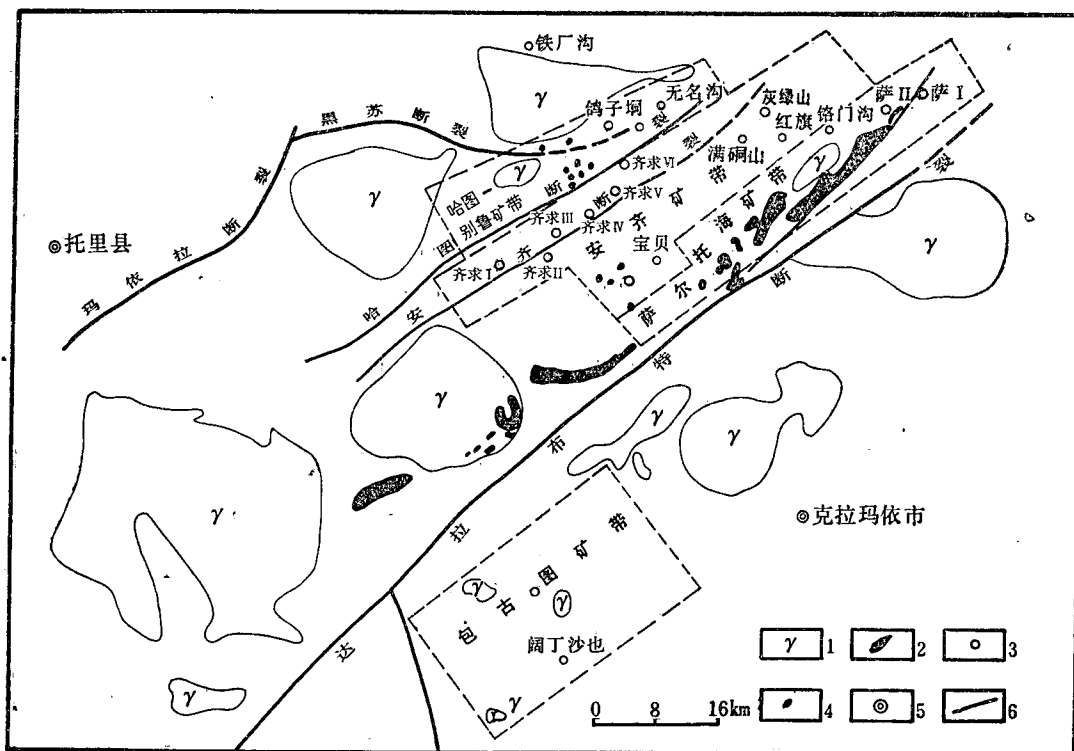 铁厂沟
γ
鸽子埛
无名沟
灰绿山
红旗
铬门沟
萨II
萨I
满硐山
黑苏断裂
γ
γ
γ
哈图
别鲁矿带
齐求VI
齐求V
齐求III
齐求IV
齐求I
齐求II
宝贝
托里县
玛依拉断裂
哈图断裂
安齐断裂
安齐矿带
萨尔托海矿带
γ
γ
γ
γ
γ
达拉布特断裂
克拉玛依市
包古图矿带
γ
γ
阔丁沙也
γ
γ
0 8 16km
γ 1
2
3
4
5
6